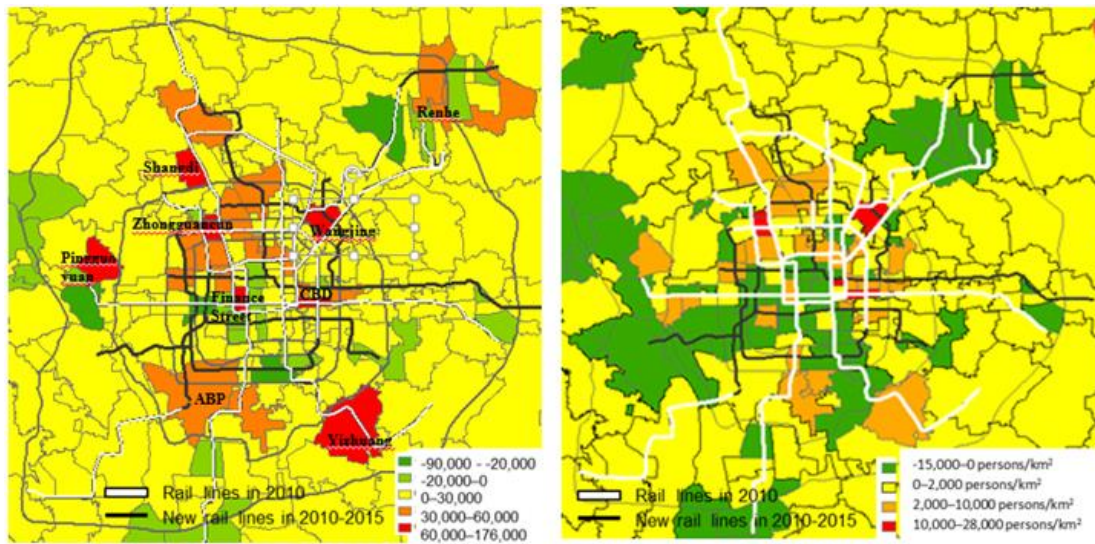 Renhe
Shangdi
Zhongguancun
Wangjing
Pingguo
yuan
Finance
Street
CBD
ABP
Yizhuang
-90,000 - -20,000
-20,000–0
0–30,000
30,000–60,000
60,000–176,000
Rail lines in 2010
New rail lines in 2010-2015
-15,000–0 persons/km²
0–2,000 persons/km²
2,000–10,000 persons/km²
10,000–28,000 persons/km²
Rail lines in 2010
New rail lines in 2010-2015